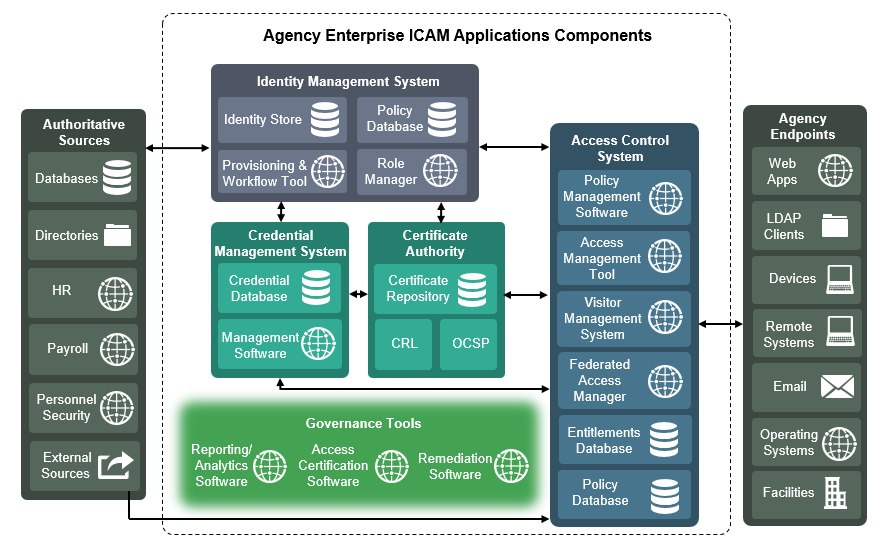 Agency Enterprise ICAM Applications Components
Authoritative
Sources
Databases
Directories
HR
Payroll
Personnel
Security
External
Sources
Identity Management System
Identity Store
Policy
Database
Provisioning &
Workflow Tool
Role
Manager
Credential
Management System
Credential
Database
Management
Software
Certificate
Authority
Certificate
Repository
CRL
OCSP
Governance Tools
Reporting/
Analytics
Software
Access
Certification
Software
Remediation
Software
Access Control
System
Policy
Management
Software
Access
Management
Tool
Visitor
Management
System
Federated
Access
Manager
Entitlements
Database
Policy
Database
Agency
Endpoints
Web
Apps
LDAP
Clients
Devices
Remote
Systems
Email
Operating
Systems
Facilities